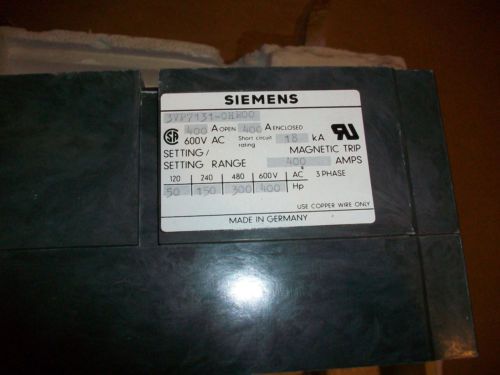 SIEMENS
400 A OPEN 400 A ENCLOSED
600V AC Short circuit rating 18 kA
SETTING / MAGNETIC TRIP
SETTING RANGE 400 AMPS
120 240 480 600V AC 3 PHASE
50 150 300 400 Hp
USE COPPER WIRE ONLY
MADE IN GERMANY